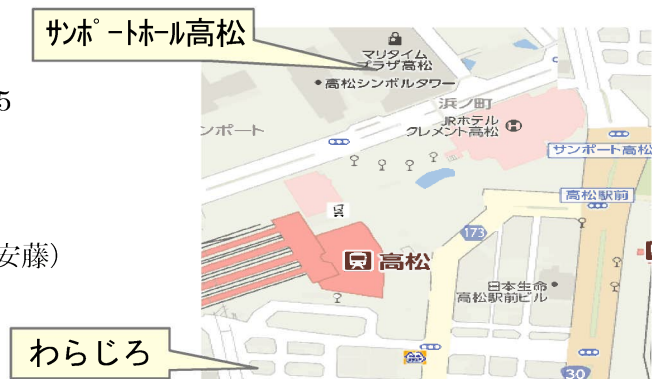 サンポートホール高松
マリタイム
プラザ高松
高松シンボルタワー
5
浜ノ町
ンポート
JRホテル
クレメント高松
サンポート高松
高松駅前
173
安藤）
高松
日本生命
高松駅前ビル
わらじろ
30